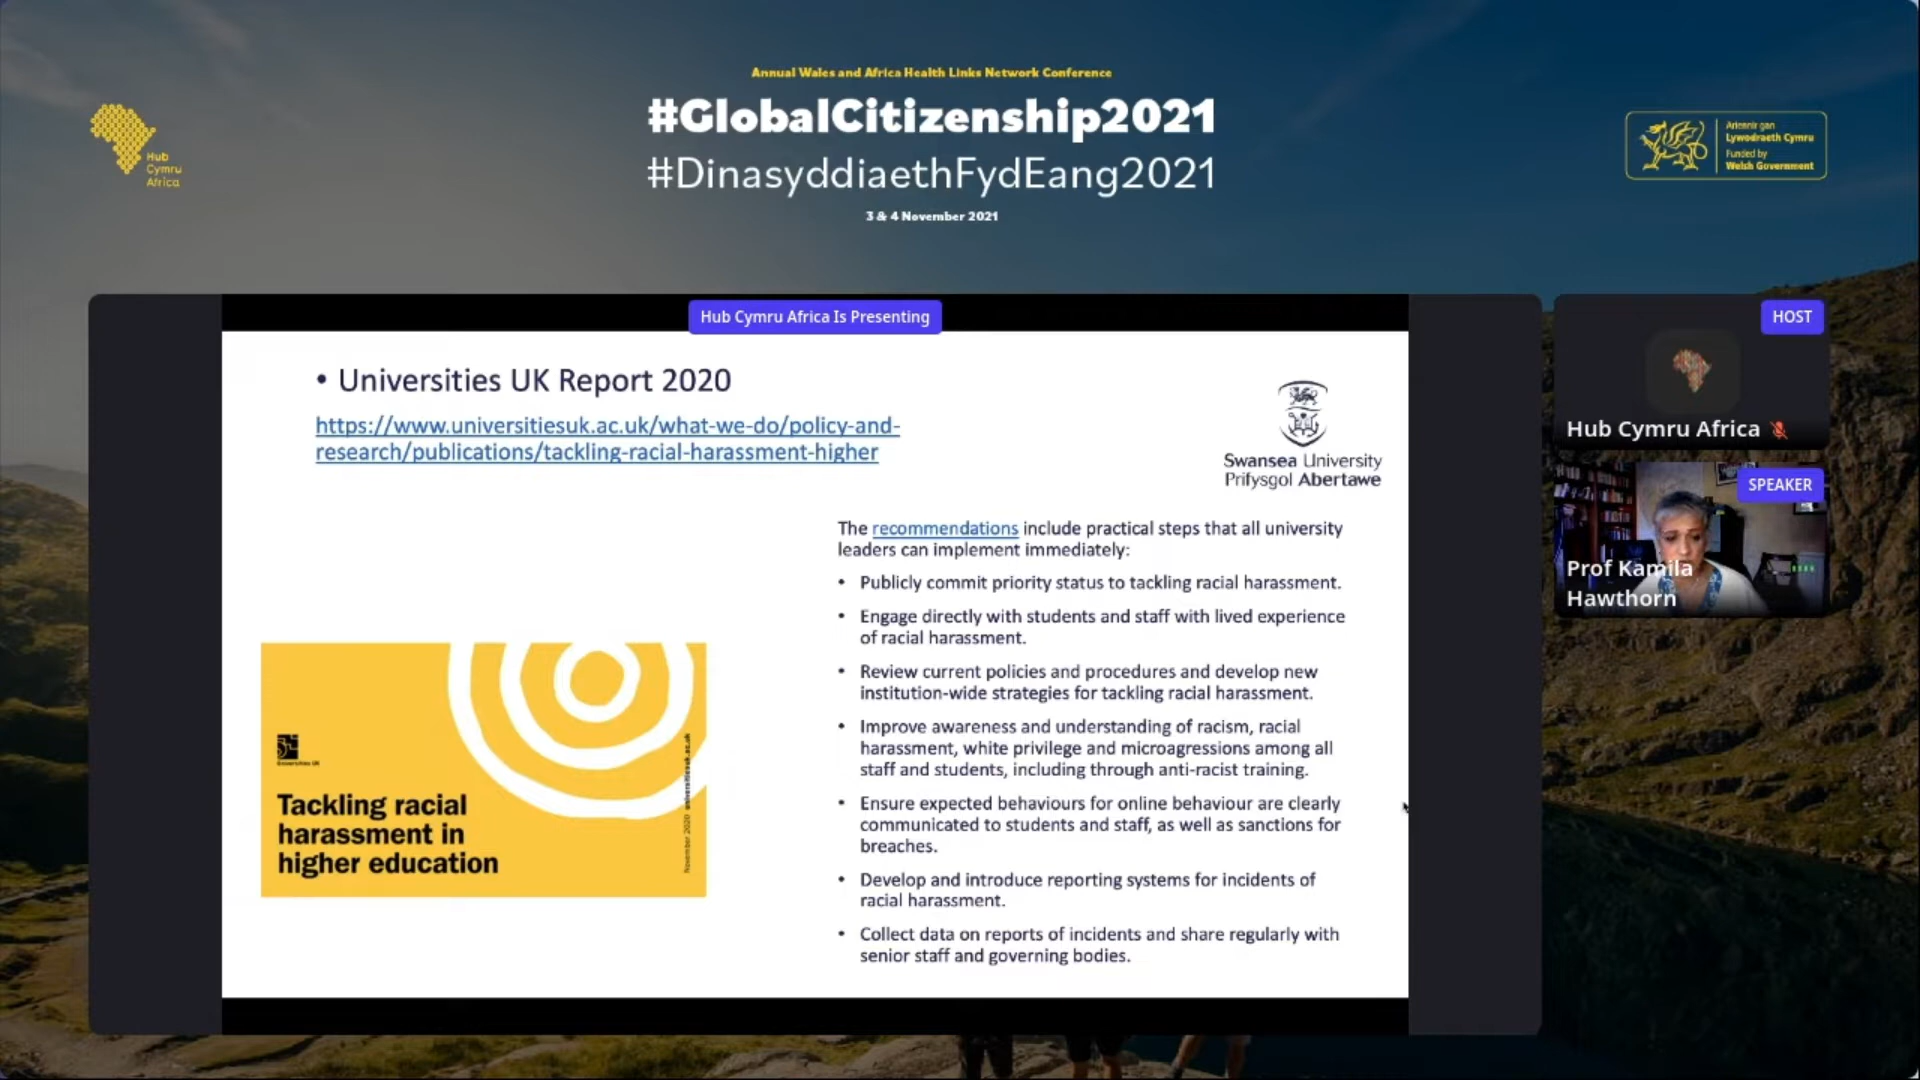 Annual Wales and Africa Health Links Network Conference
#GlobalCitizenship2021
#DinasyddiaethFydEang2021
3 & 4 November 2021
Hub
Cymru
Africa
Ariennir gan
Lywodraeth Cymru
Funded by
Welsh Government
Hub Cymru Africa Is Presenting
• Universities UK Report 2020
https://www.universitiesuk.ac.uk/what-we-do/policy-and-
research/publications/tackling-racial-harassment-higher
Swansea University
Prifysgol Abertawe
The recommendations include practical steps that all university
leaders can implement immediately:
• Publicly commit priority status to tackling racial harassment.
• Engage directly with students and staff with lived experience
of racial harassment.
• Review current policies and procedures and develop new
institution-wide strategies for tackling racial harassment.
• Improve awareness and understanding of racism, racial
harassment, white privilege and microagressions among all
staff and students, including through anti-racist training.
• Ensure expected behaviours for online behaviour are clearly
communicated to students and staff, as well as sanctions for
breaches.
• Develop and introduce reporting systems for incidents of
racial harassment.
• Collect data on reports of incidents and share regularly with
senior staff and governing bodies.
Universities UK
Tackling racial
harassment in
higher education
November 2020 universitiesuk.ac.uk
HOST
Hub Cymru Africa
SPEAKER
Prof Kamila
Hawthorn